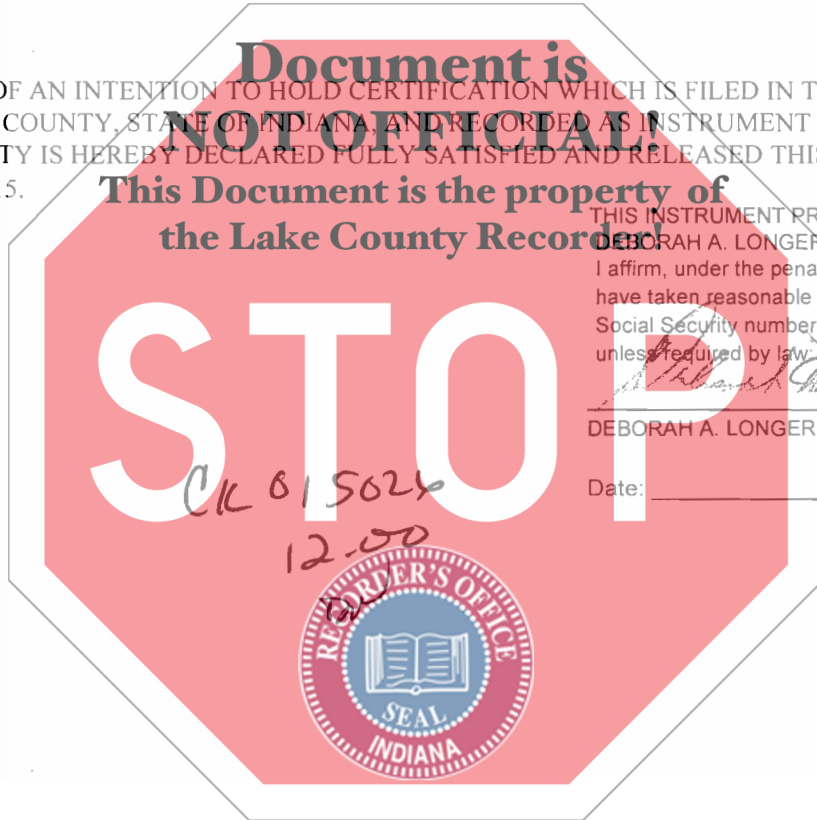 Document is
OF AN INTENTION TO HOLD CERTIFICATION WHICH IS FILED IN T
NOT OFFICIAL!
COUNTY, STATE OF INDIANA, AND RECORDED AS INSTRUMENT
TY IS HEREBY DECLARED FULLY SATISFIED AND RELEASED THIS
5.
This Document is the property of
the Lake County Recorder!
THIS INSTRUMENT PR
DEBORAH A. LONGER
I affirm, under the pena
have taken reasonable
Social Security number
unless required by law:
DEBORAH A. LONGER
Date:
STOP
CK 015026
12.00
RECORDER'S OFFICE
SEAL
INDIANA